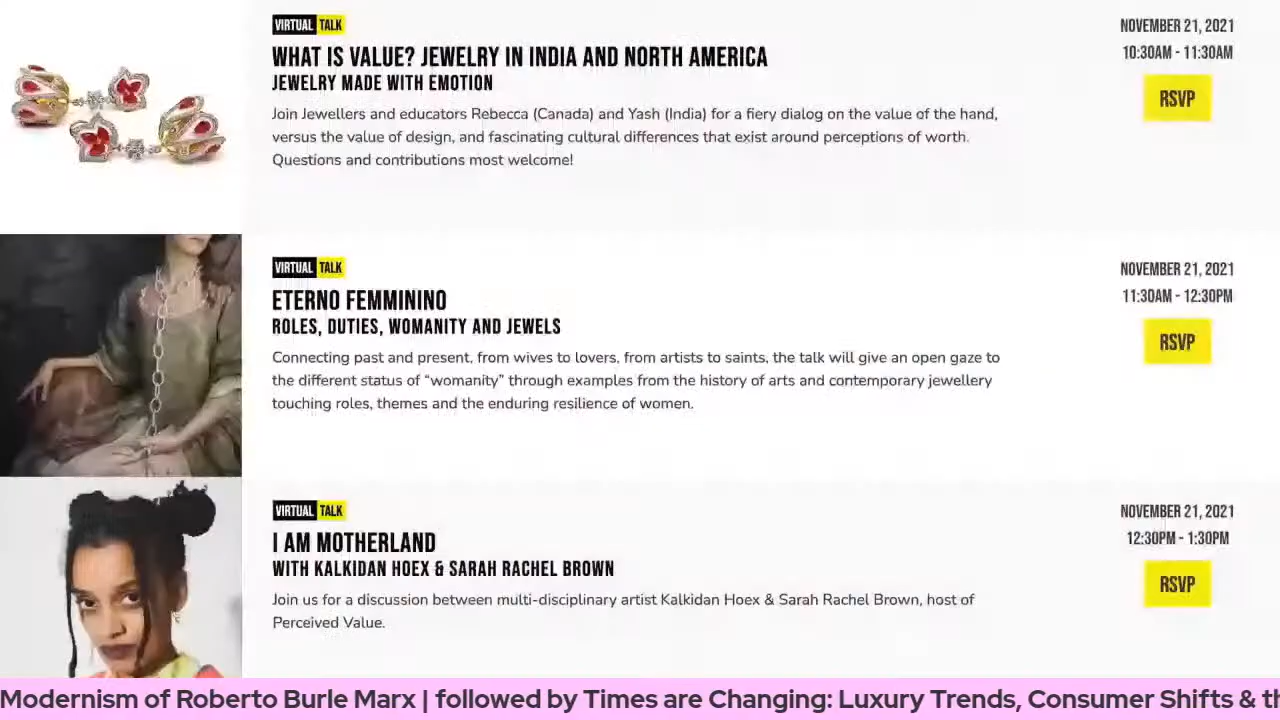 VIRTUAL TALK
WHAT IS VALUE? JEWELRY IN INDIA AND NORTH AMERICA
JEWELRY MADE WITH EMOTION
Join Jewellers and educators Rebecca (Canada) and Yash (India) for a fiery dialog on the value of the hand,
versus the value of design, and fascinating cultural differences that exist around perceptions of worth.
Questions and contributions most welcome!
NOVEMBER 21, 2021
10:30AM - 11:30AM
RSVP
VIRTUAL TALK
ETERNO FEMMININO
ROLES, DUTIES, WOMANITY AND JEWELS
Connecting past and present, from wives to lovers, from artists to saints, the talk will give an open gaze to
the different status of “womanity” through examples from the history of arts and contemporary jewellery
touching roles, themes and the enduring resilience of women.
NOVEMBER 21, 2021
11:30AM - 12:30PM
RSVP
VIRTUAL TALK
I AM MOTHERLAND
WITH KALKIDAN HOEX & SARAH RACHEL BROWN
Join us for a discussion between multi-disciplinary artist Kalkidan Hoex & Sarah Rachel Brown, host of
Perceived Value.
NOVEMBER 21, 2021
12:30PM - 1:30PM
RSVP
Modernism of Roberto Burle Marx | followed by Times are Changing: Luxury Trends, Consumer Shifts & th